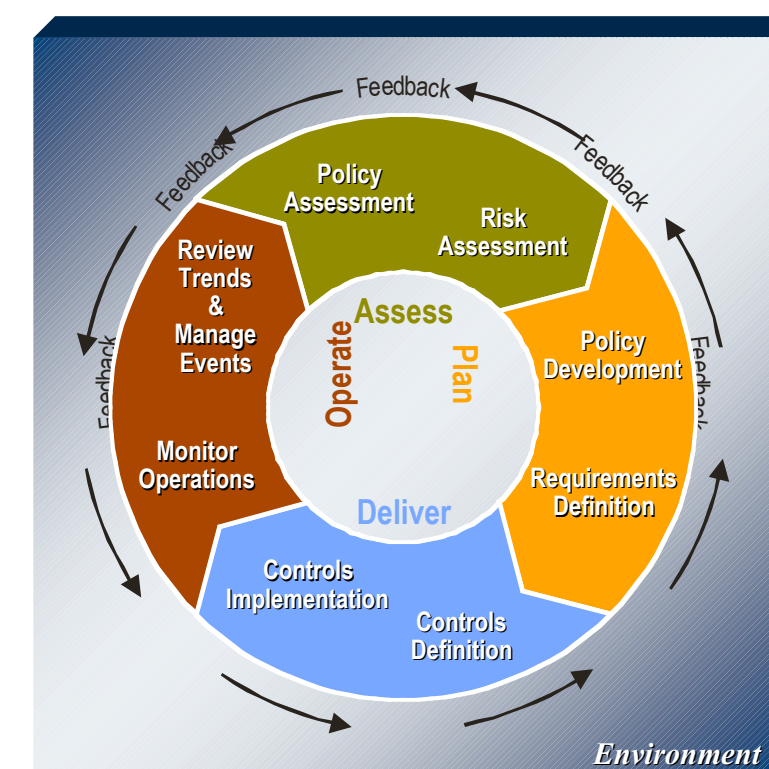 Feedback
Feedback
Feedback
Policy
Assessment
Risk
Assessment
Review
Trends
&
Manage
Events
Assess
Operate
Plan
Policy
Development
Feedback
Feedback
Monitor
Operations
Requirements
Definition
Deliver
Controls
Implementation
Controls
Definition
Environment